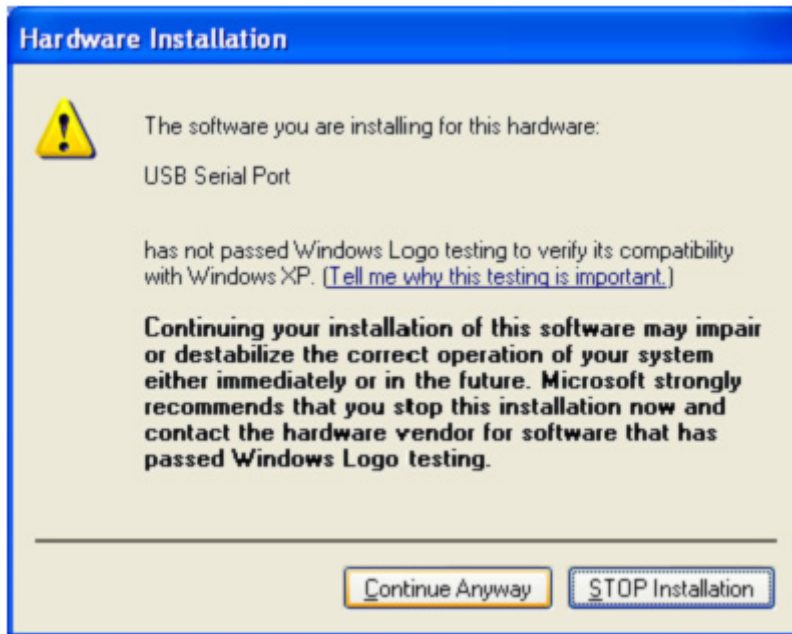 Hardware Installation
The software you are installing for this hardware:
USB Serial Port
has not passed Windows Logo testing to verify its compatibility
with Windows XP. (Tell me why this testing is important.)
Continuing your installation of this software may impair
or destabilize the correct operation of your system
either immediately or in the future. Microsoft strongly
recommends that you stop this installation now and
contact the hardware vendor for software that has
passed Windows Logo testing.
Continue Anyway
STOP Installation